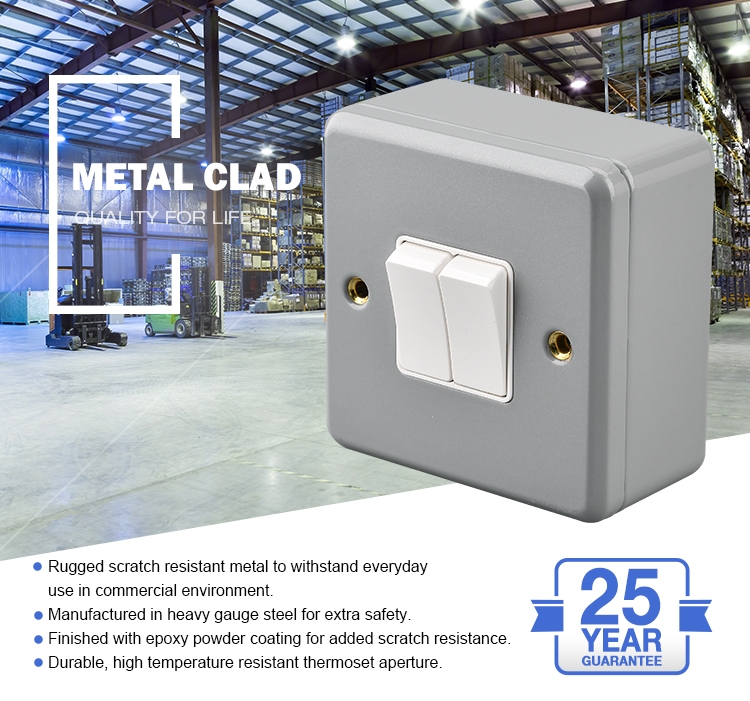 METAL CLAD
QUALITY FOR LIFE
Rugged scratch resistant metal to withstand everyday
use in commercial environment.
Manufactured in heavy gauge steel for extra safety.
Finished with epoxy powder coating for added scratch resistance.
Durable, high temperature resistant thermoset aperture.
25
YEAR
GUARANTEE